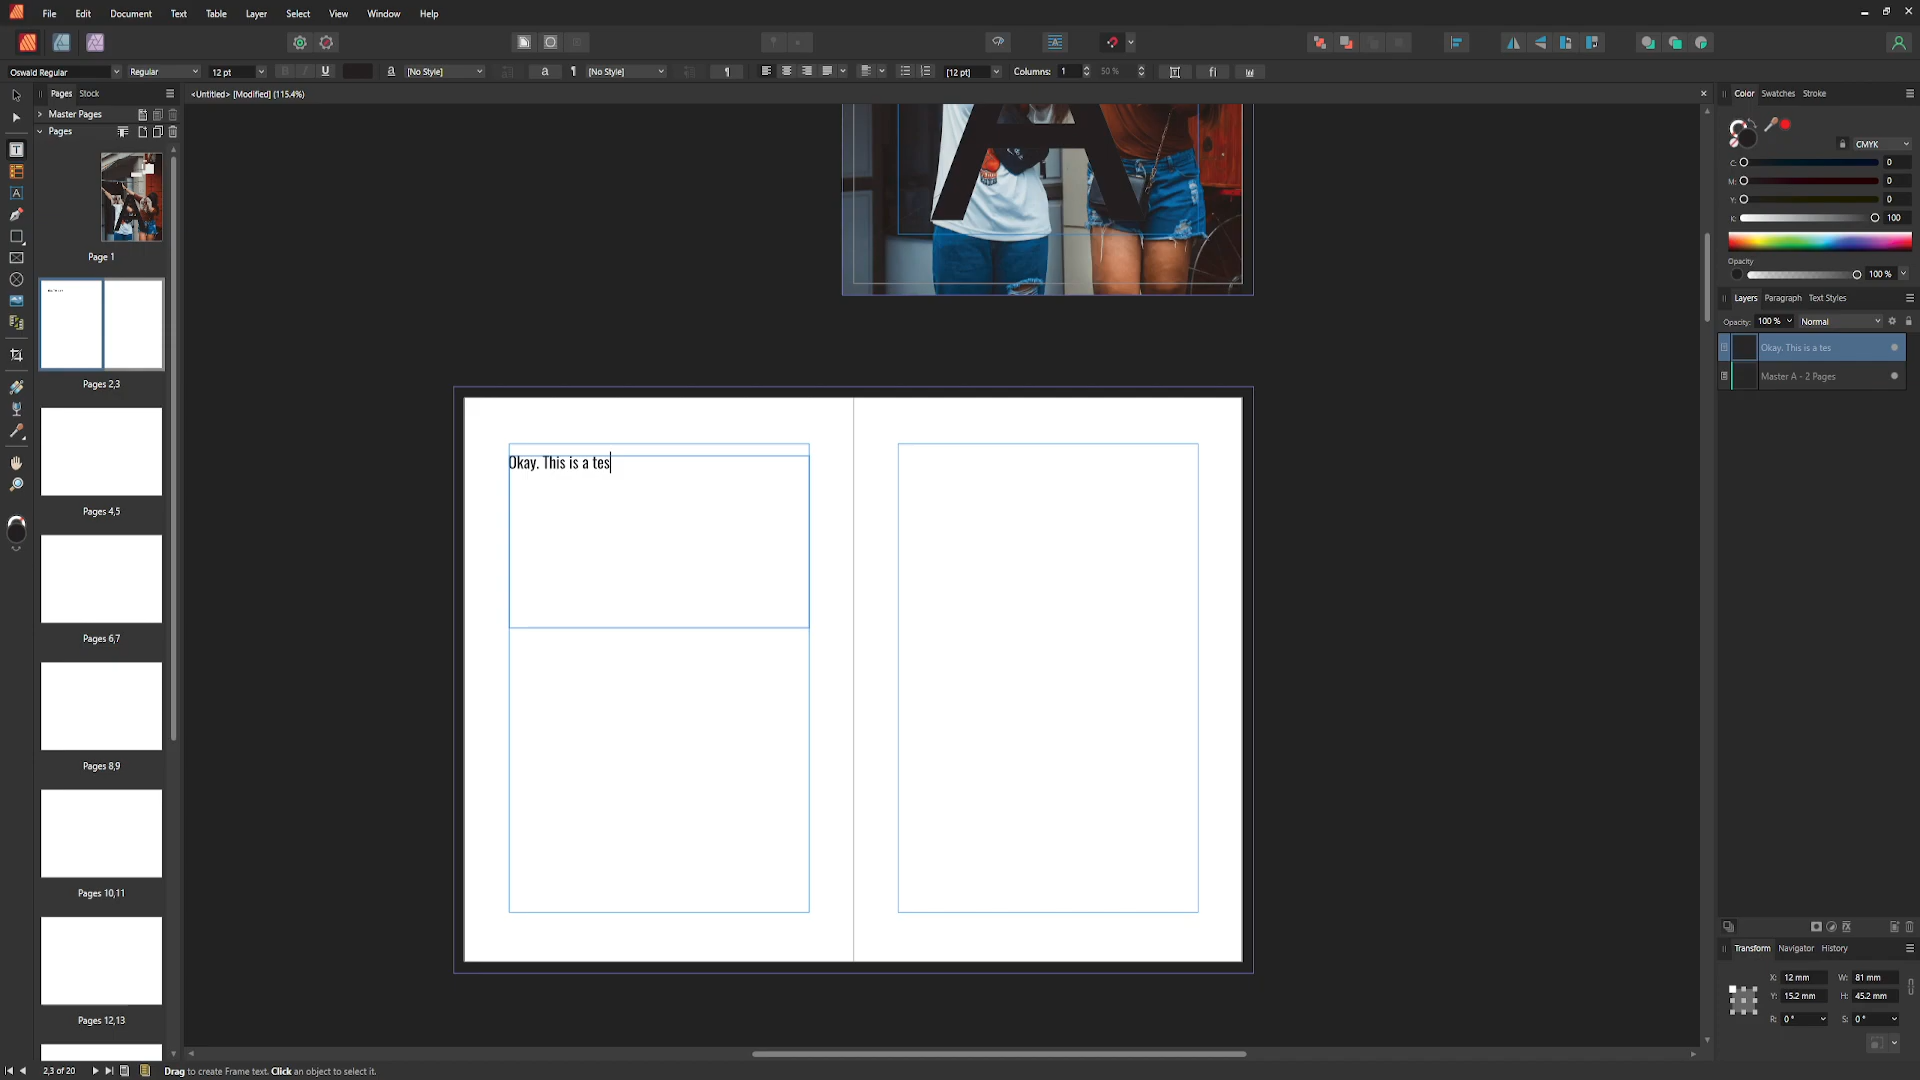 File Edit Document Text Table Layer Select View Window Help
Oswald Regular Regular 12 pt B I U a [No Style] a ¶ [No Style] ¶ [12 pt] Columns: 1 50 %
Pages Stock <Untitled> [Modified] (115.4%) Color Swatches Stroke
Master Pages
Pages
CMYK
C: 0
M: 0
Y: 0
K: 100
Page 1
Opacity
100 %
Layers Paragraph Text Styles
Opacity: 100 % Normal
Okay. This is a tes
Master A - 2 Pages
A
Pages 2,3
Okay. This is a tes
Pages 4,5
Pages 6,7
Pages 8,9
Pages 10,11
Pages 12,13
Transform Navigator History
X: 12 mm W: 81 mm
Y: 15.2 mm H: 45.2 mm
R: 0 ° S: 0 °
2,3 of 20 Drag to create Frame text. Click an object to select it.